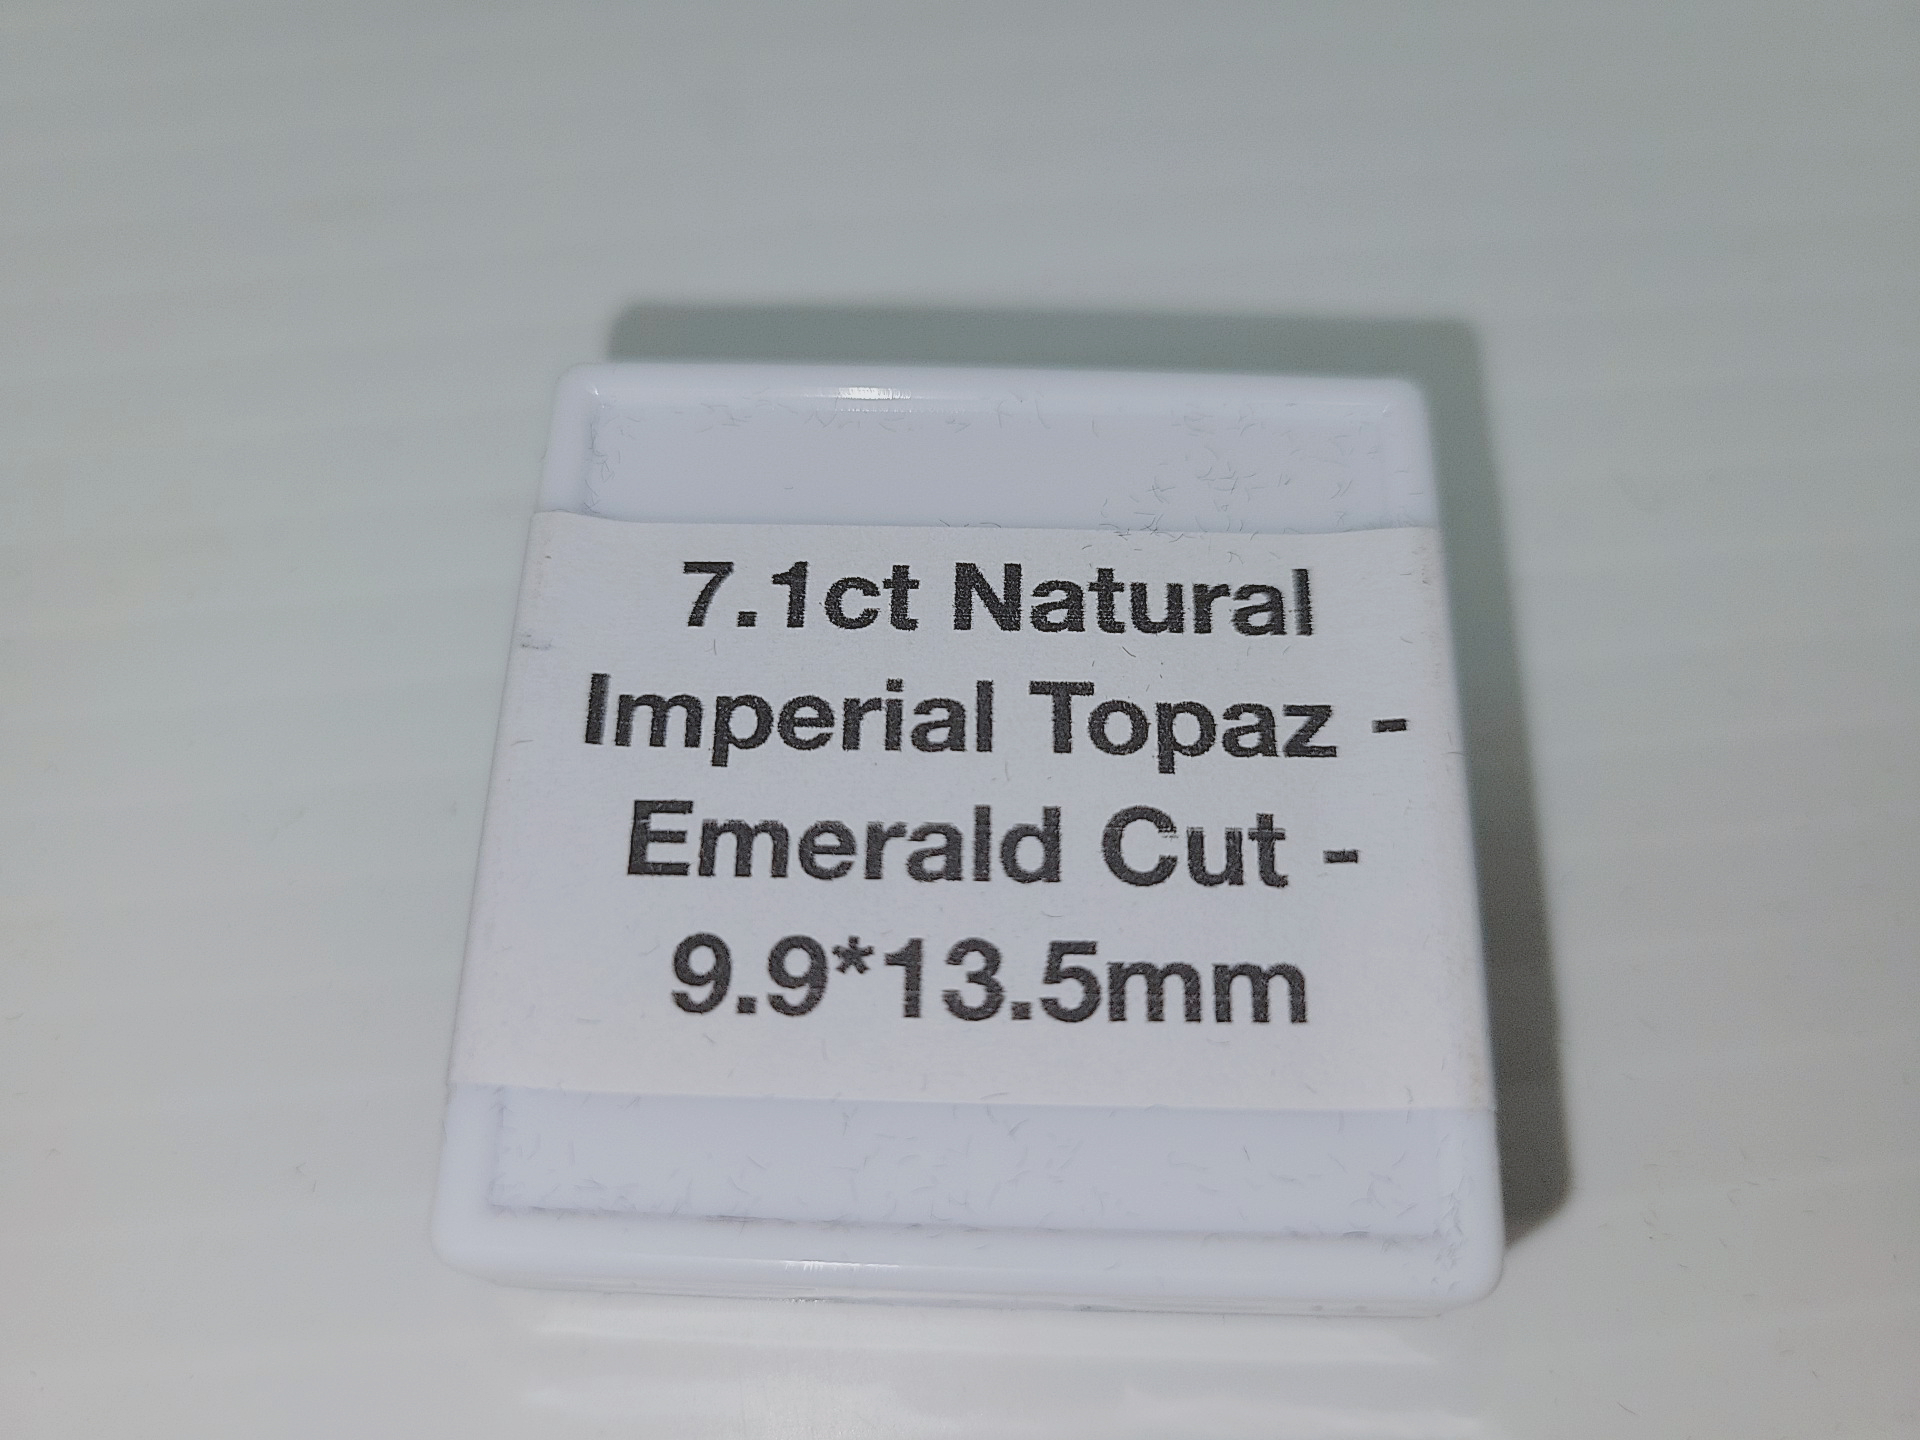 7.1ct Natural
Imperial Topaz -
Emerald Cut -
9.9*13.5mm